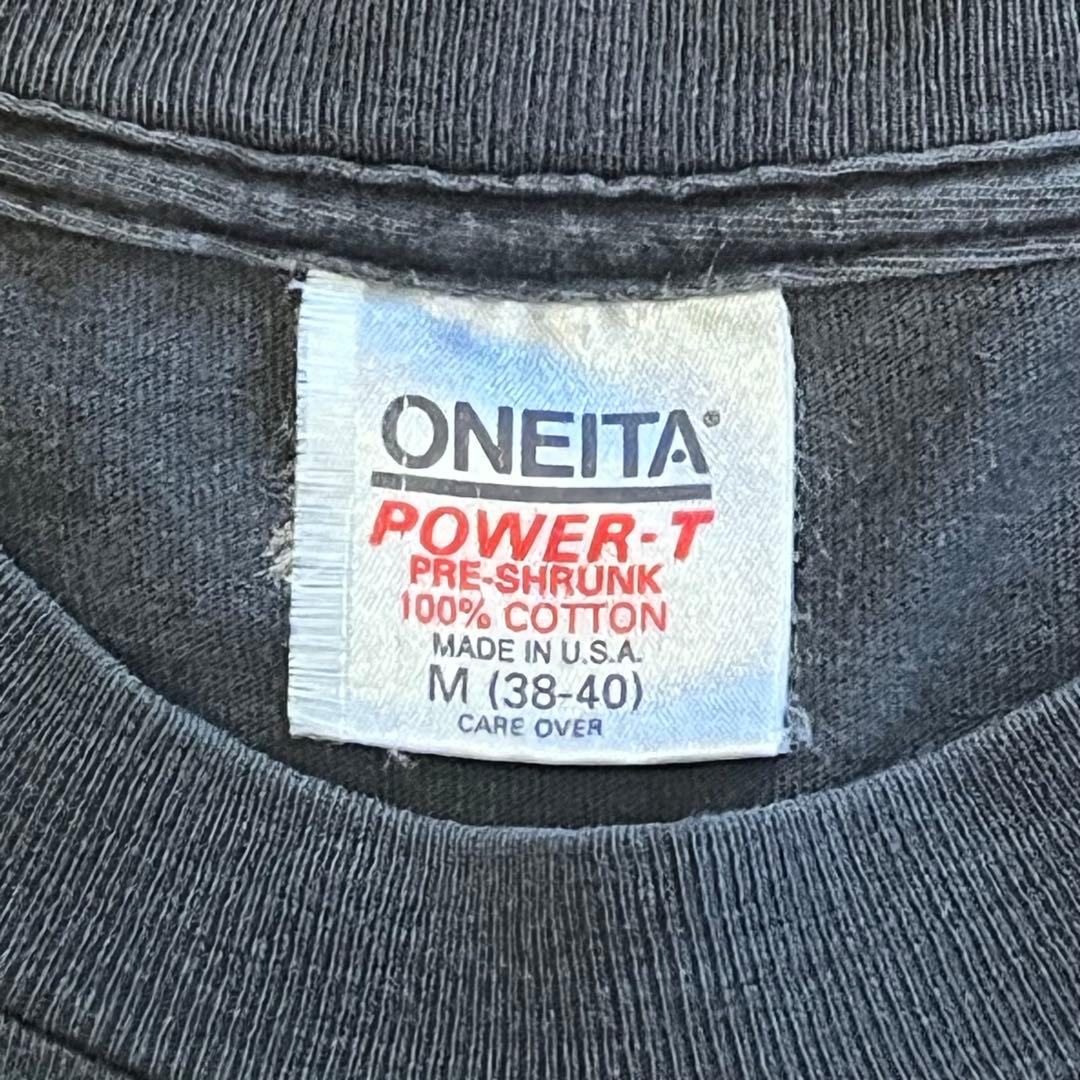 ONEITA®
POWER-T
PRE-SHRUNK
100% COTTON
MADE IN U.S.A.
M (38-40)
CARE OVER